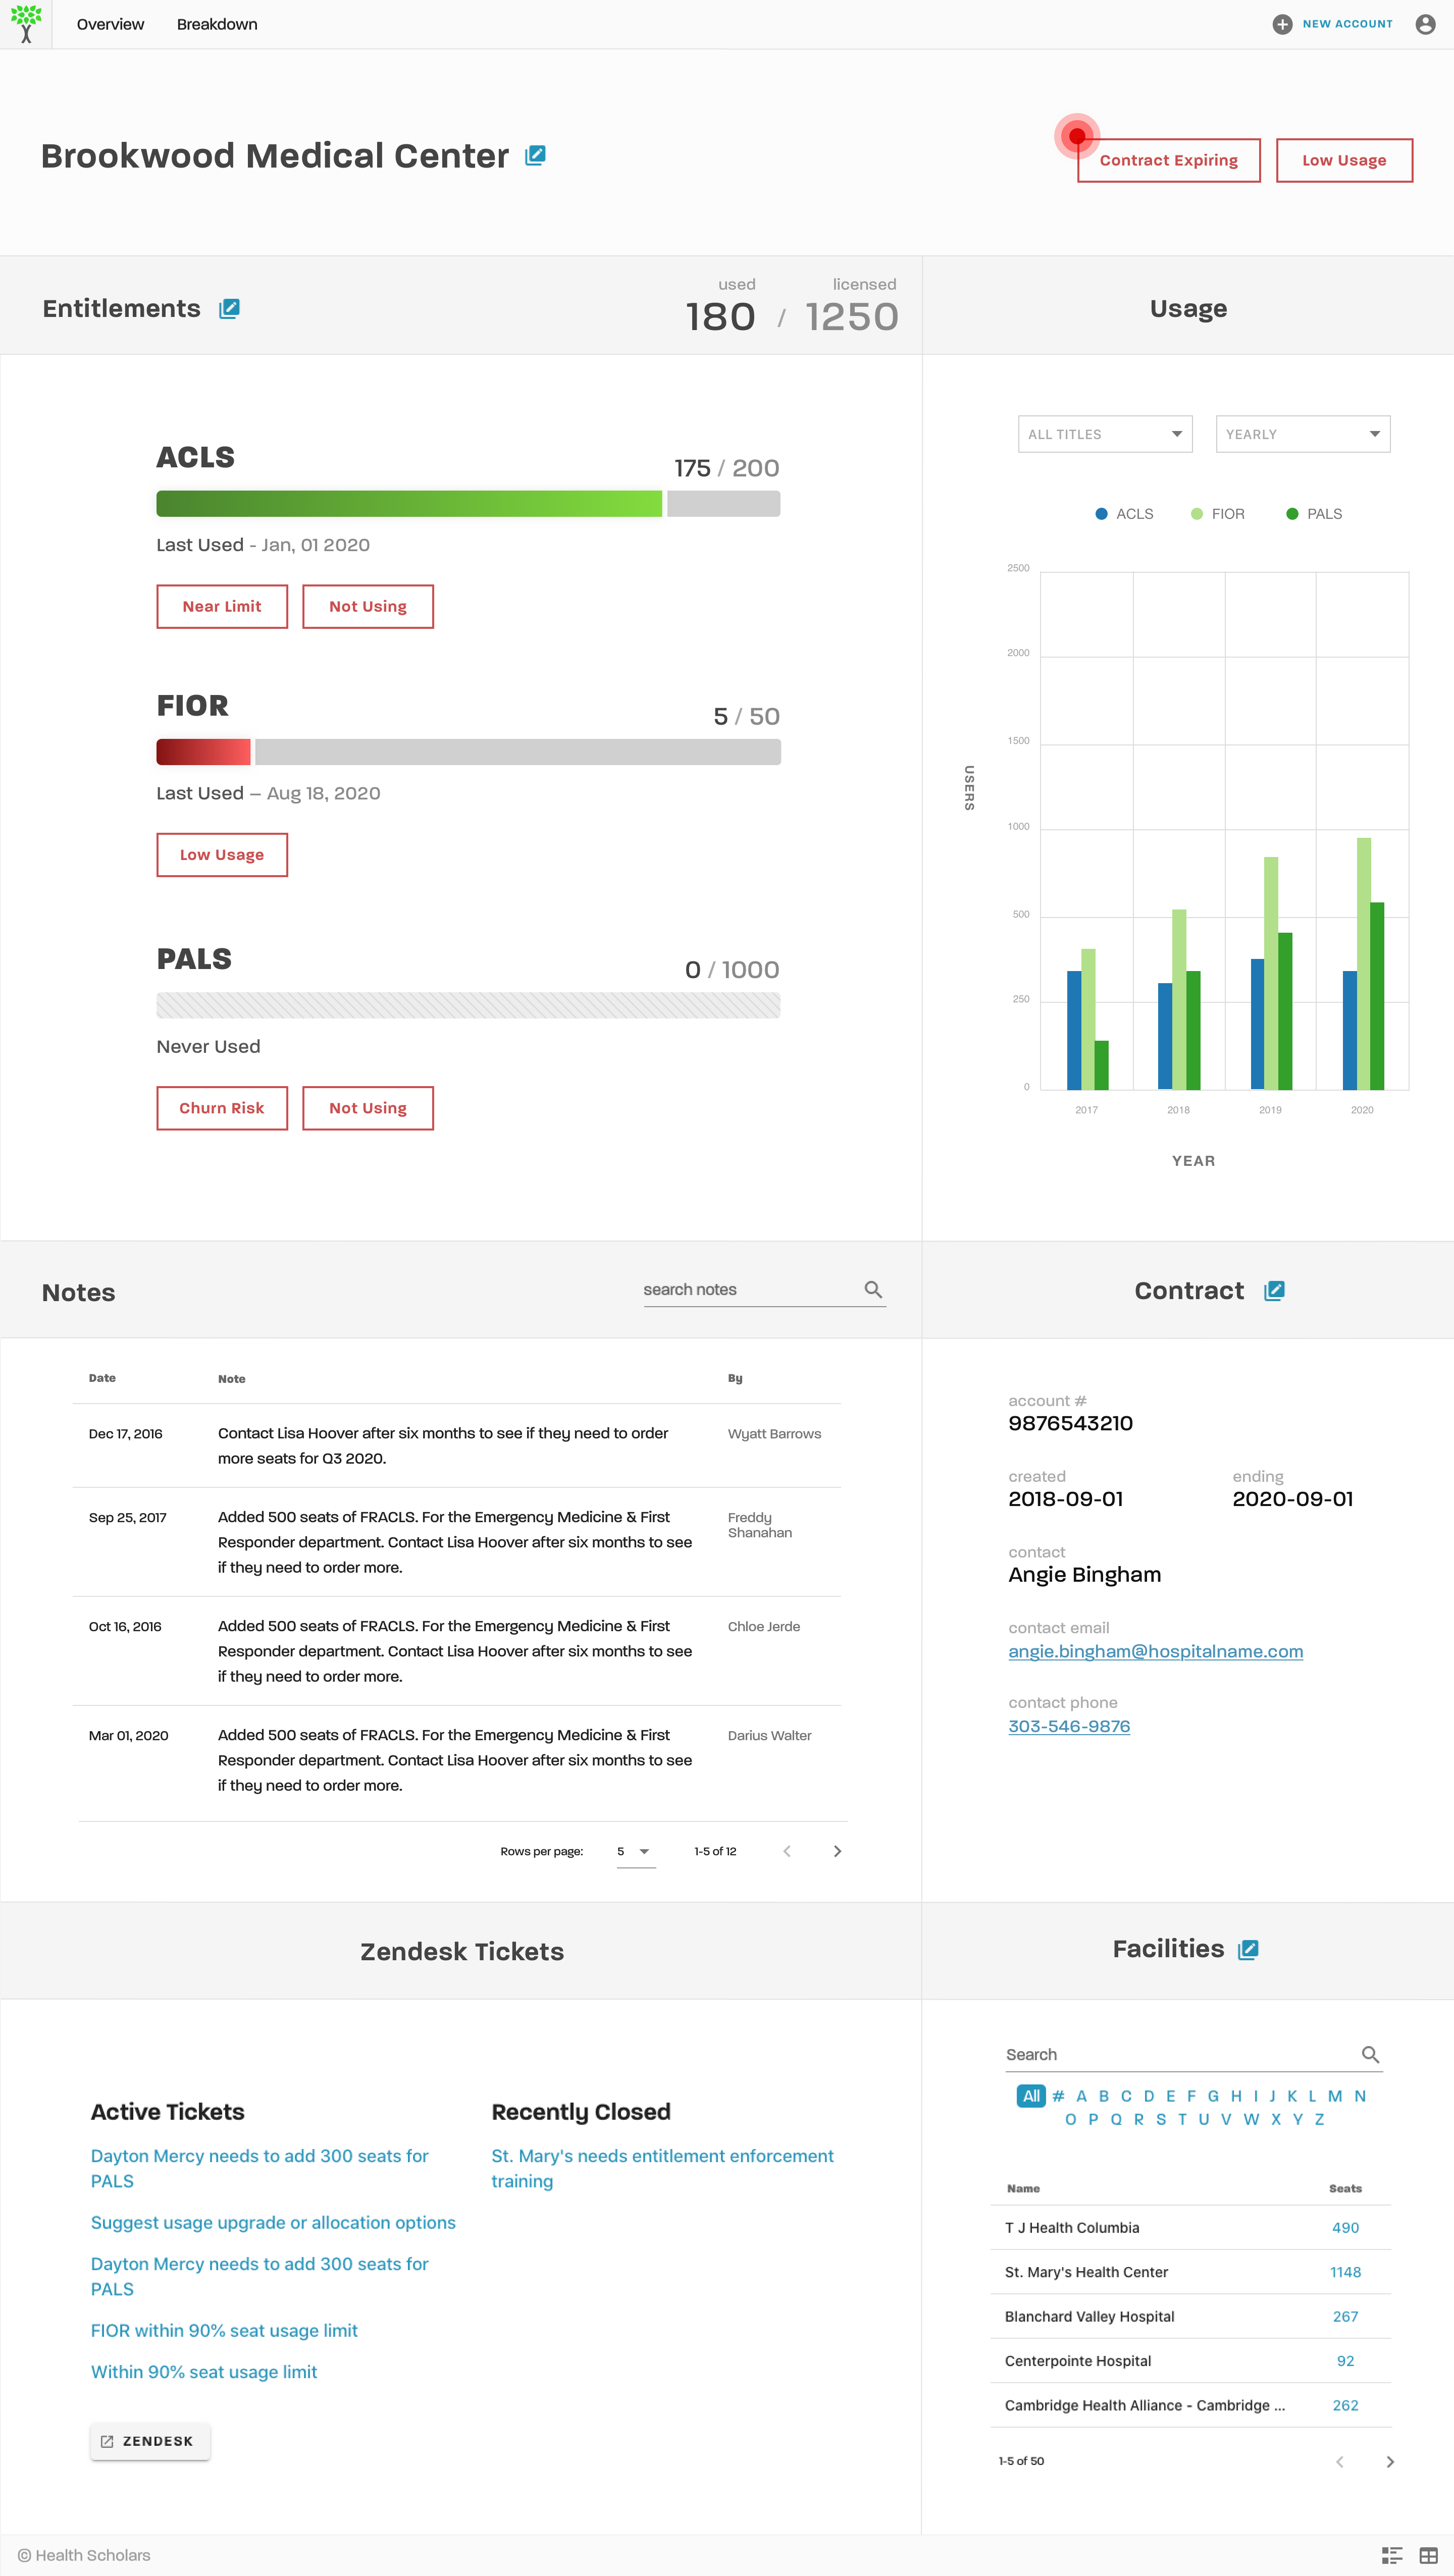 Overview
Breakdown
NEW ACCOUNT
Brookwood Medical Center
Contract Expiring
Low Usage
Entitlements
used
licensed
180 / 1250
Usage
ACLS
175 / 200
Last Used - Jan, 01 2020
Near Limit
Not Using
FIOR
5 / 50
Last Used – Aug 18, 2020
Low Usage
PALS
0 / 1000
Never Used
Churn Risk
Not Using
ALL TITLES
YEARLY
ACLS
FIOR
PALS
2500
2000
1500
1000
500
250
0
USERS
2017
2018
2019
2020
YEAR
Notes
search notes
Date
Note
By
Dec 17, 2016
Contact Lisa Hoover after six months to see if they need to order
more seats for Q3 2020.
Wyatt Barrows
Sep 25, 2017
Added 500 seats of FRACLS. For the Emergency Medicine & First
Responder department. Contact Lisa Hoover after six months to see
if they need to order more.
Freddy
Shanahan
Oct 16, 2016
Added 500 seats of FRACLS. For the Emergency Medicine & First
Responder department. Contact Lisa Hoover after six months to see
if they need to order more.
Chloe Jerde
Mar 01, 2020
Added 500 seats of FRACLS. For the Emergency Medicine & First
Responder department. Contact Lisa Hoover after six months to see
if they need to order more.
Darius Walter
Rows per page:
5
1-5 of 12
Contract
account #
9876543210
created
2018-09-01
ending
2020-09-01
contact
Angie Bingham
contact email
angie.bingham@hospitalname.com
contact phone
303-546-9876
Zendesk Tickets
Active Tickets
Dayton Mercy needs to add 300 seats for
PALS
Suggest usage upgrade or allocation options
Dayton Mercy needs to add 300 seats for
PALS
FIOR within 90% seat usage limit
Within 90% seat usage limit
ZENDESK
Recently Closed
St. Mary's needs entitlement enforcement
training
Facilities
Search
All # A B C D E F G H I J K L M N
O P Q R S T U V W X Y Z
Name
Seats
T J Health Columbia
490
St. Mary's Health Center
1148
Blanchard Valley Hospital
267
Centerpointe Hospital
92
Cambridge Health Alliance - Cambridge ...
262
1-5 of 50
© Health Scholars